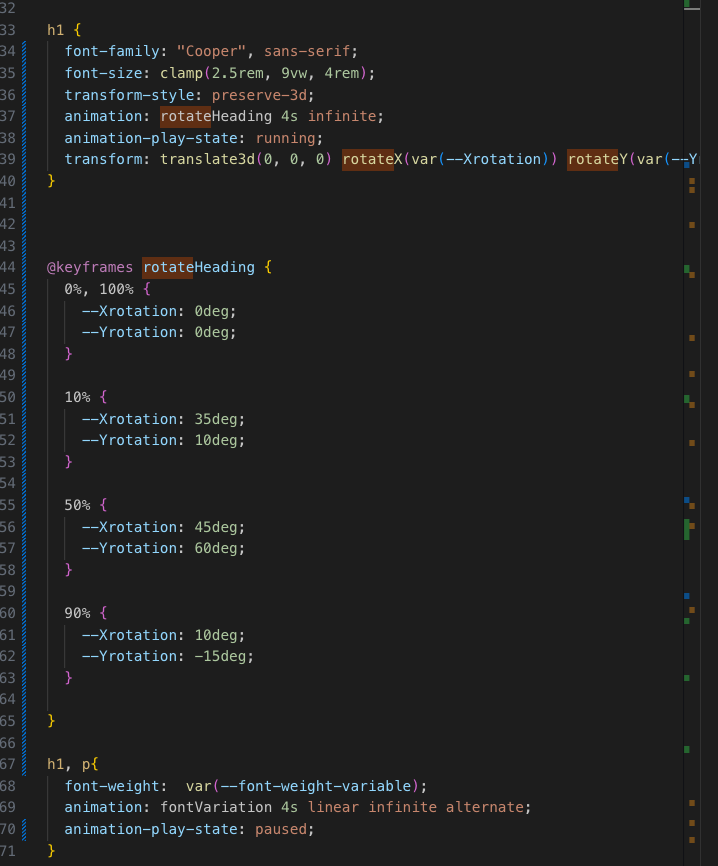 32
33 h1 {
34 font-family: "Cooper", sans-serif;
35 font-size: clamp(2.5rem, 9vw, 4rem);
36 transform-style: preserve-3d;
37 animation: rotateHeading 4s infinite;
38 animation-play-state: running;
39 transform: translate3d(0, 0, 0) rotateX(var(--Xrotation)) rotateY(var(--Y
40 }
41
42
43
44 @keyframes rotateHeading {
45 0%, 100% {
46 --Xrotation: 0deg;
47 --Yrotation: 0deg;
48 }
49
50 10% {
51 --Xrotation: 35deg;
52 --Yrotation: 10deg;
53 }
54
55 50% {
56 --Xrotation: 45deg;
57 --Yrotation: 60deg;
58 }
59
60 90% {
61 --Xrotation: 10deg;
62 --Yrotation: -15deg;
63 }
64
65 }
66
67 h1, p{
68 font-weight:  var(--font-weight-variable);
69 animation: fontVariation 4s linear infinite alternate;
70 animation-play-state: paused;
71 }